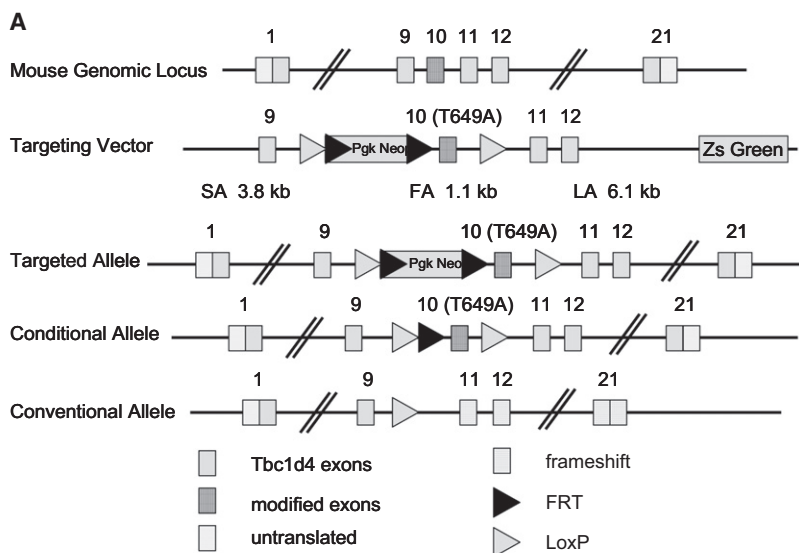 A
1 9 10 11 12 21
Mouse Genomic Locus
9 10 (T649A) 11 12
Targeting Vector Pgk Neo Zs Green
SA 3.8 kb FA 1.1 kb LA 6.1 kb
1 9 10 (T649A) 11 12 21
Targeted Allele Pgk Neo
1 9 10 (T649A) 11 12 21
Conditional Allele
1 9 11 12 21
Conventional Allele
Tbc1d4 exons frameshift
modified exons FRT
untranslated LoxP